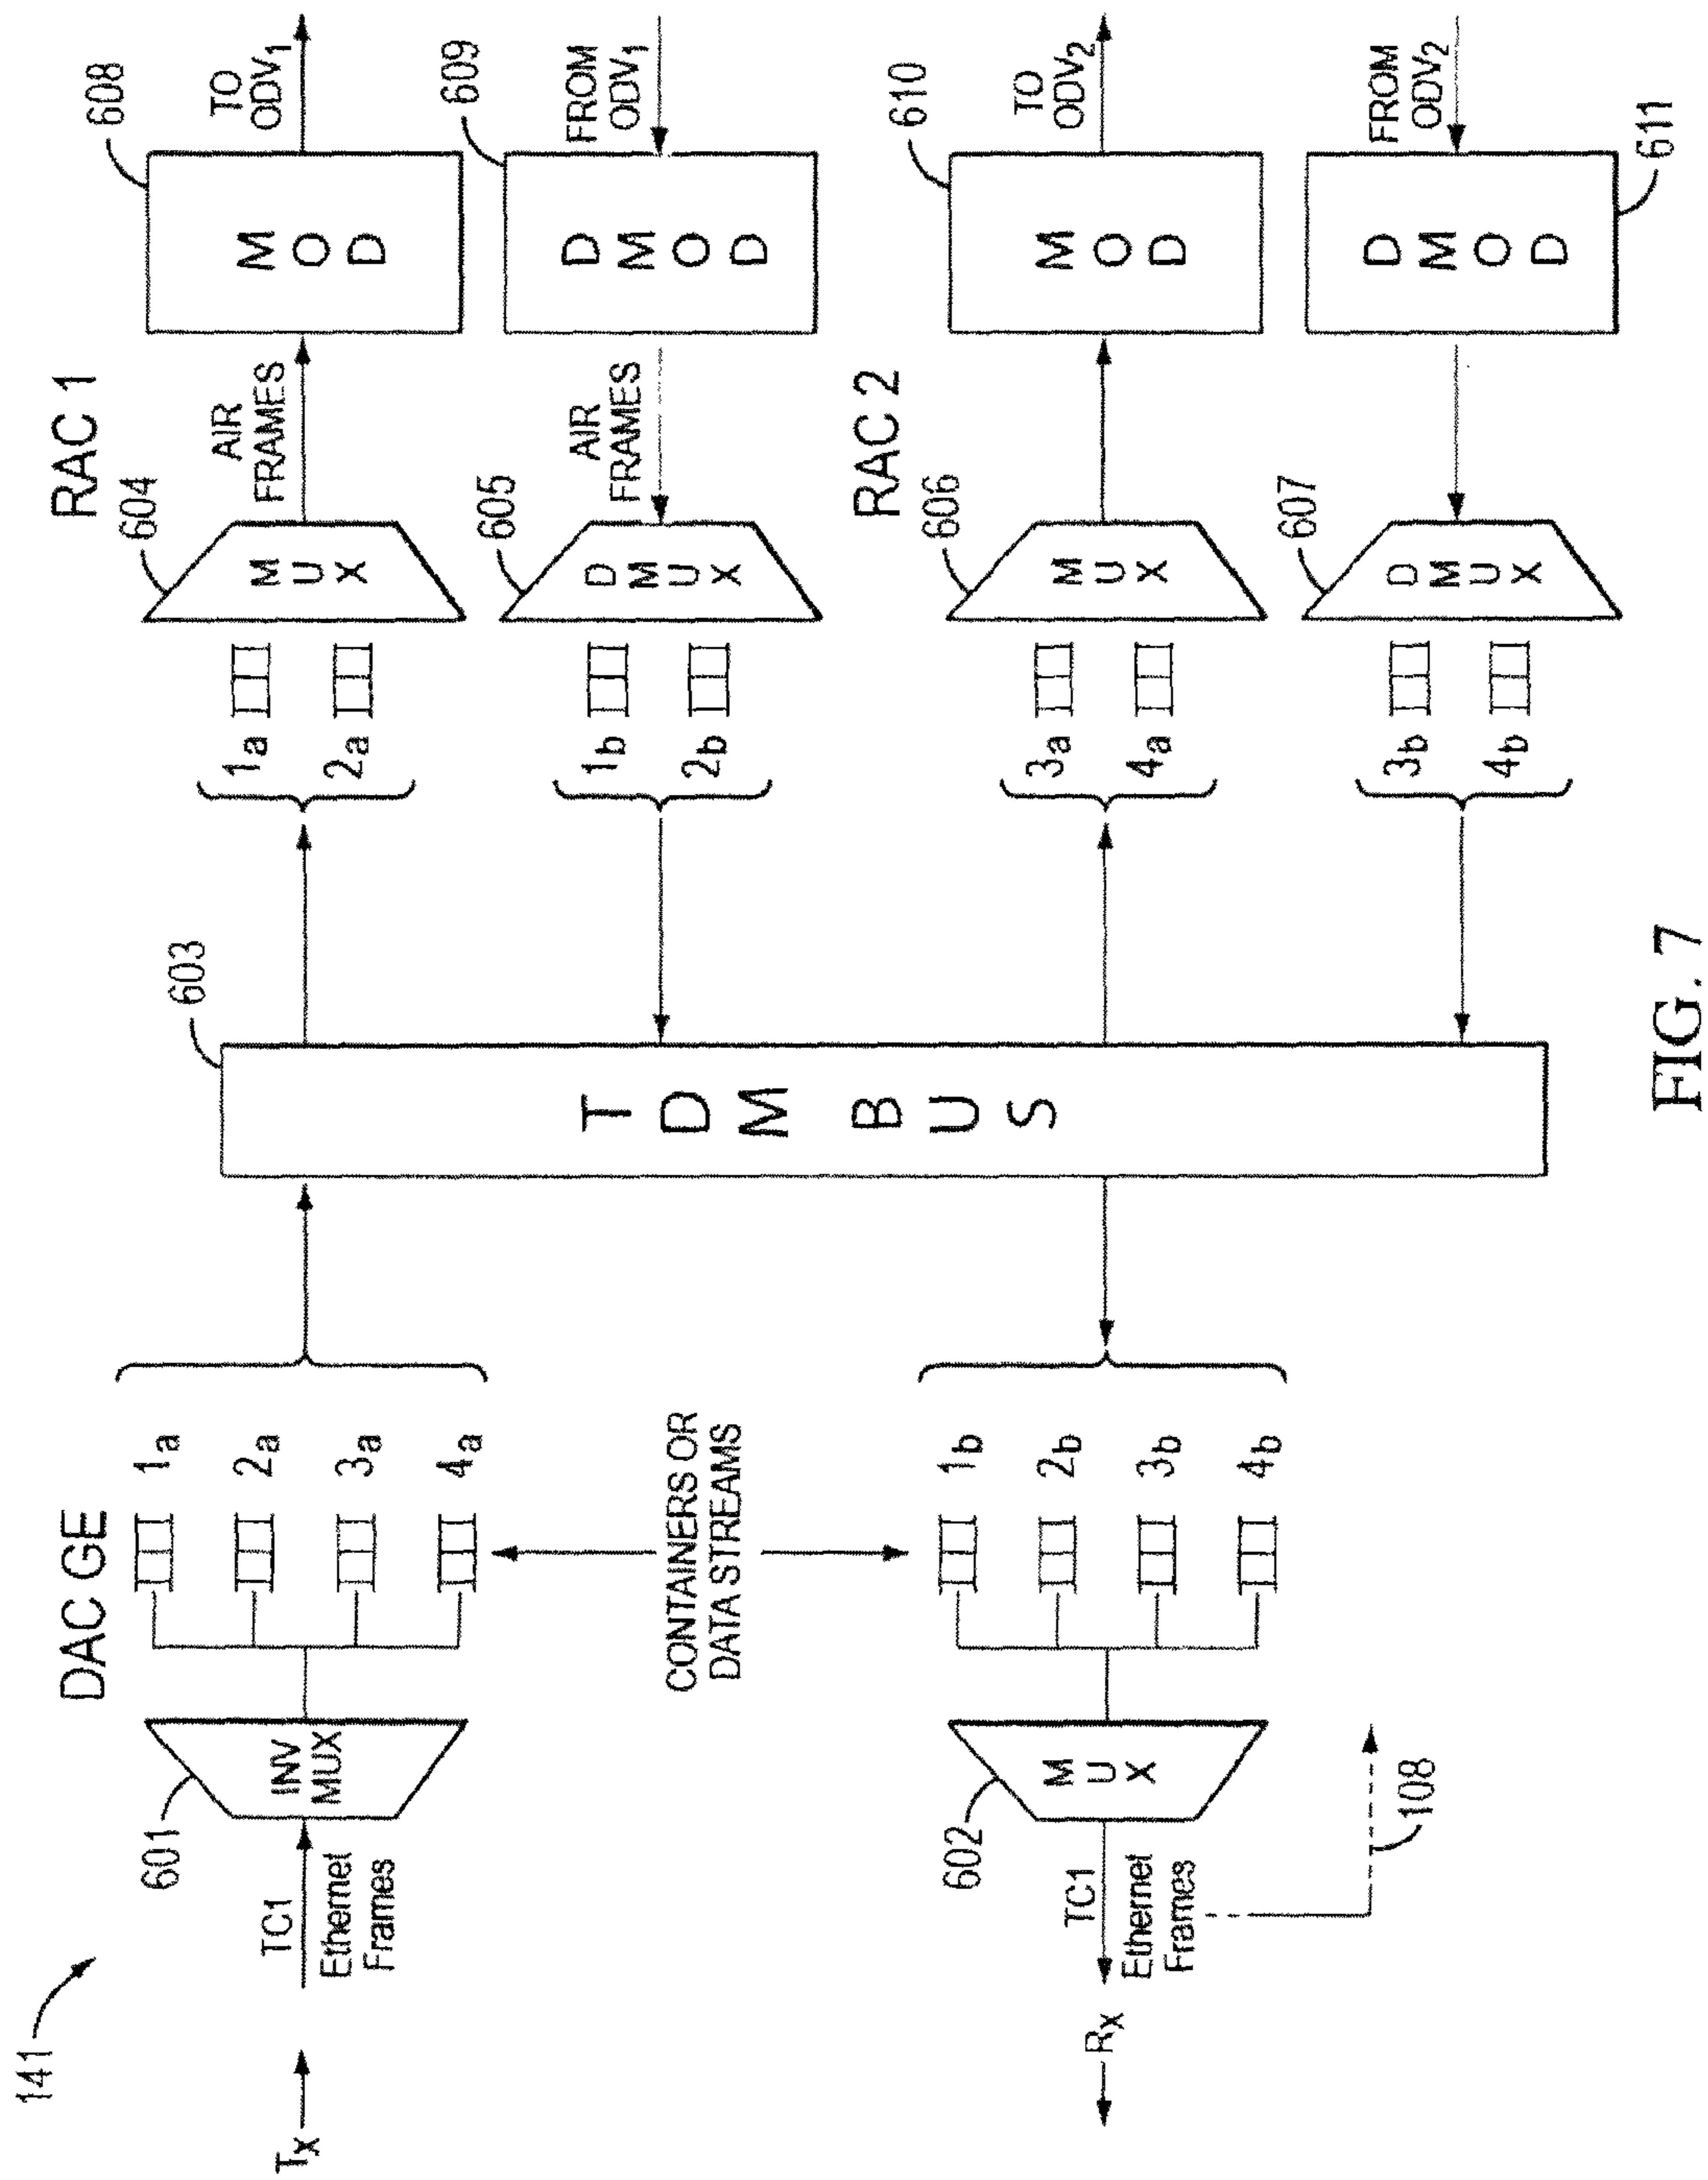 141
DAC GE
RAC 1
TX
TC1
Ethernet
Frames
601
INV
MUX
1a
2a
3a
4a
603
TDM BUS
1a
2a
604
MUX
AIR
FRAMES
608
MOD
TO
ODV1
1b
2b
605
DMUX
AIR
FRAMES
609
DMOD
FROM
ODV1
CONTAINERS OR
DATA STREAMS
RAC 2
RX
TC1
Ethernet
Frames
108
602
MUX
1b
2b
3b
4b
3a
4a
606
MUX
610
MOD
TO
ODV2
3b
4b
607
DMUX
611
DMOD
FROM
ODV2
FIG. 7